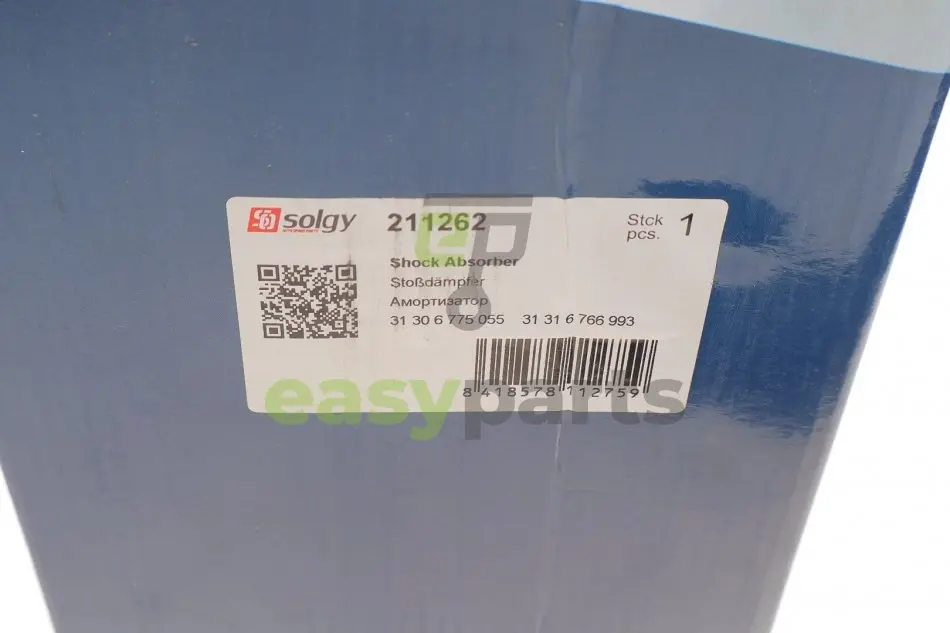 solgy 211262 Stck pcs. 1
Shock Absorber
Stoßdämpfer
Амортизатор
31 30 6 775 055 31 31 6 766 993
8 418578 112759
easyparts